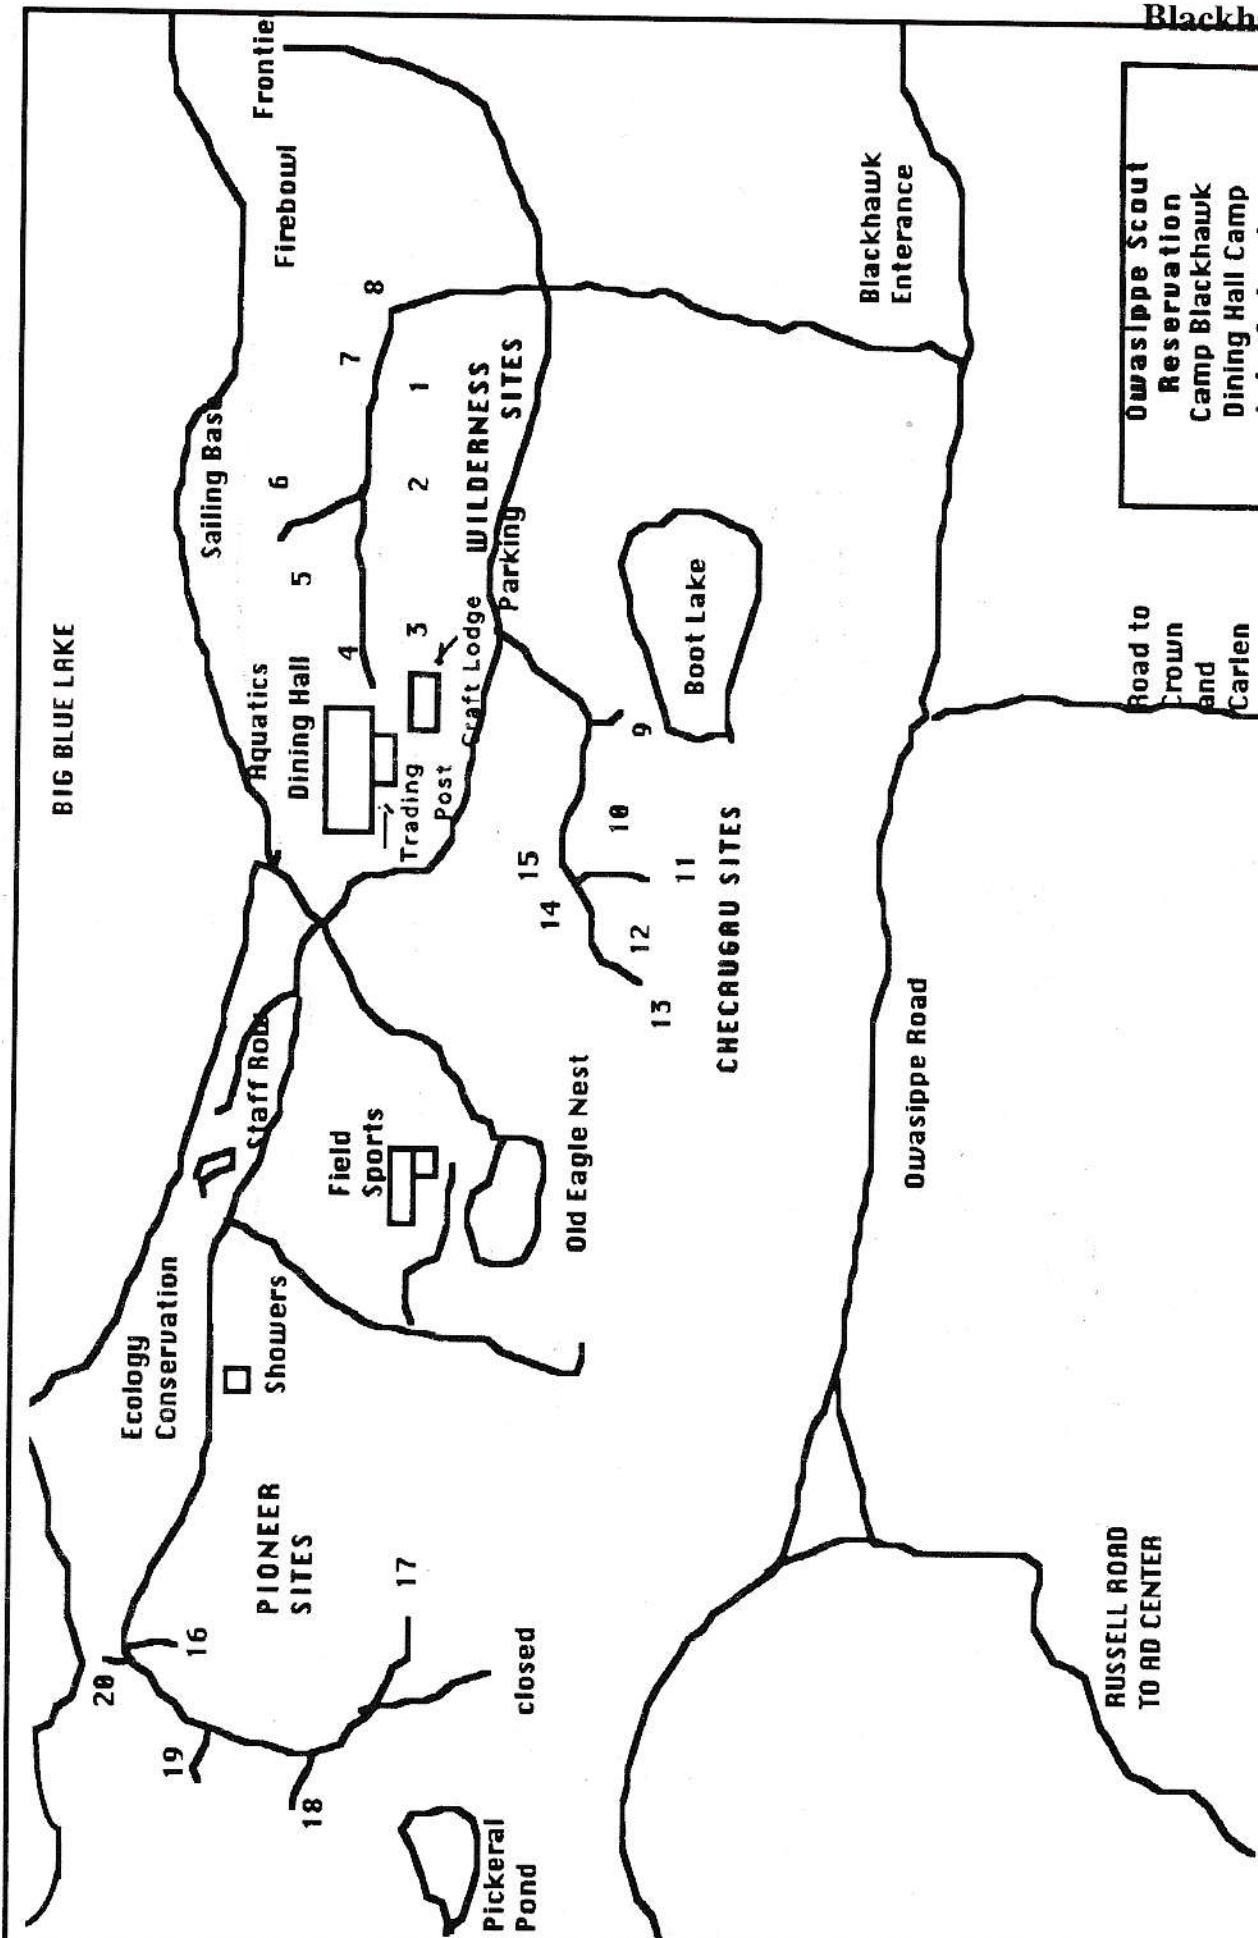 Blackha
BIG BLUE LAKE
Frontie
Firebowl
Sailing Base
Aquatics
Dining Hall
Trading
Post
Craft Lodge
Parking
WILDERNESS
SITES
1
2
3
4
5
6
7
8
Blackhawk
Enterance
Owasippe Scout
Reservation
Camp Blackhawk
Dining Hall Camp
Boot Lake
Road to
Crown
and
Carlen
9
10
11
12
13
14
15
CHECAUGAU SITES
Owasippe Road
Staff Row
Field
Sports
Old Eagle Nest
Ecology
Conservation
Showers
PIONEER
SITES
16
17
18
19
20
closed
Pickeral
Pond
RUSSELL ROAD
TO AD CENTER